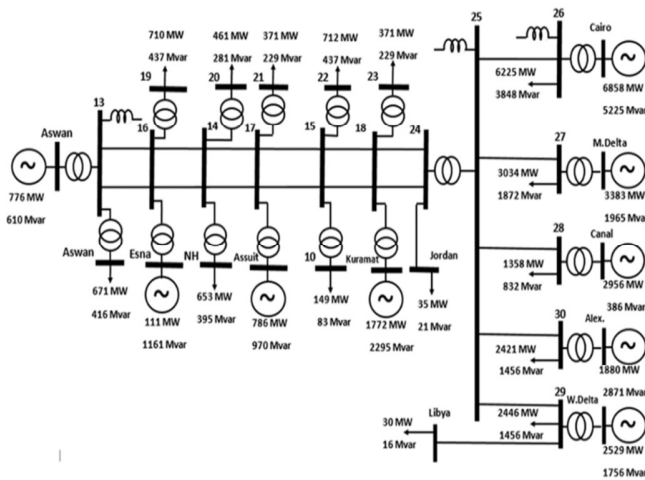 710 MW
437 Mvar
19
461 MW
281 Mvar
20
371 MW
229 Mvar
21
712 MW
437 Mvar
22
371 MW
229 Mvar
23
25
26
Cairo
6225 MW
3848 Mvar
6858 MW
5225 Mvar
13
16
14
17
15
18
24
Aswan
776 MW
610 Mvar
27
M.Delta
3034 MW
1872 Mvar
3383 MW
1965 Mvar
28
Canal
1358 MW
832 Mvar
2956 MW
386 Mvar
Aswan
671 MW
416 Mvar
Esna
111 MW
1161 Mvar
NH
653 MW
395 Mvar
Assuit
786 MW
970 Mvar
10
149 MW
83 Mvar
Kuramat
1772 MW
2295 Mvar
Jordan
35 MW
21 Mvar
30
Alex.
2421 MW
1456 Mvar
1880 MW
2871 Mvar
29
W.Delta
2446 MW
1456 Mvar
2529 MW
1756 Mvar
Libya
30 MW
16 Mvar